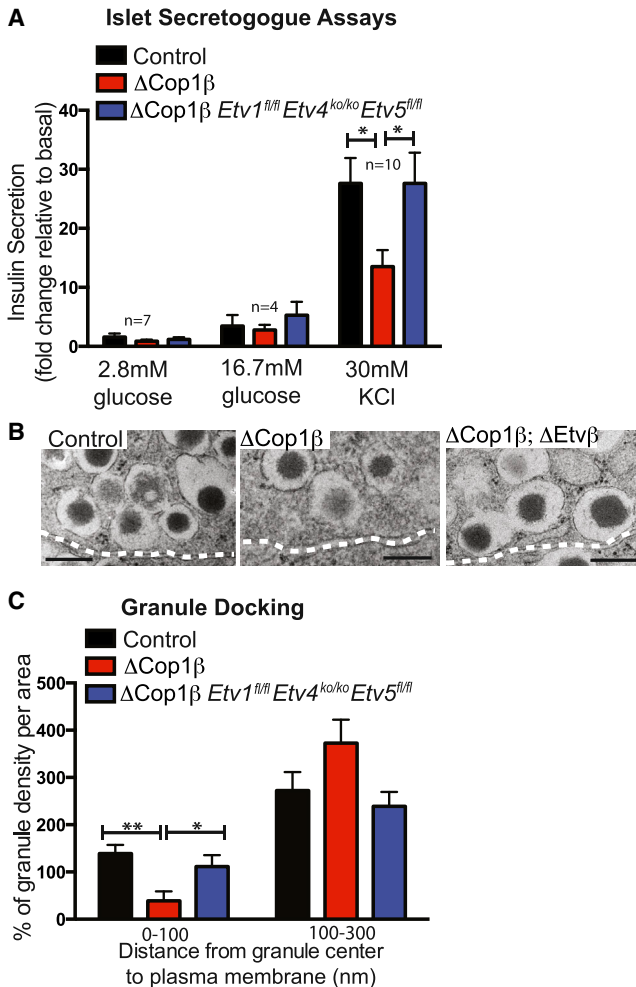 A
Islet Secretogogue Assays
Control
ΔCop1β
ΔCop1β Etv1fl/fl Etv4ko/ko Etv5fl/fl
Insulin Secretion
(fold change relative to basal)
40
30
20
10
0
* *
n=10
n=7
n=4
2.8mM glucose
16.7mM glucose
30mM KCl
B
Control
ΔCop1β
ΔCop1β; ΔEtvβ
C
Granule Docking
Control
ΔCop1β
ΔCop1β Etv1fl/fl Etv4ko/ko Etv5fl/fl
% of granule density per area
500
400
300
200
100
0
** *
0-100
100-300
Distance from granule center
to plasma membrane (nm)